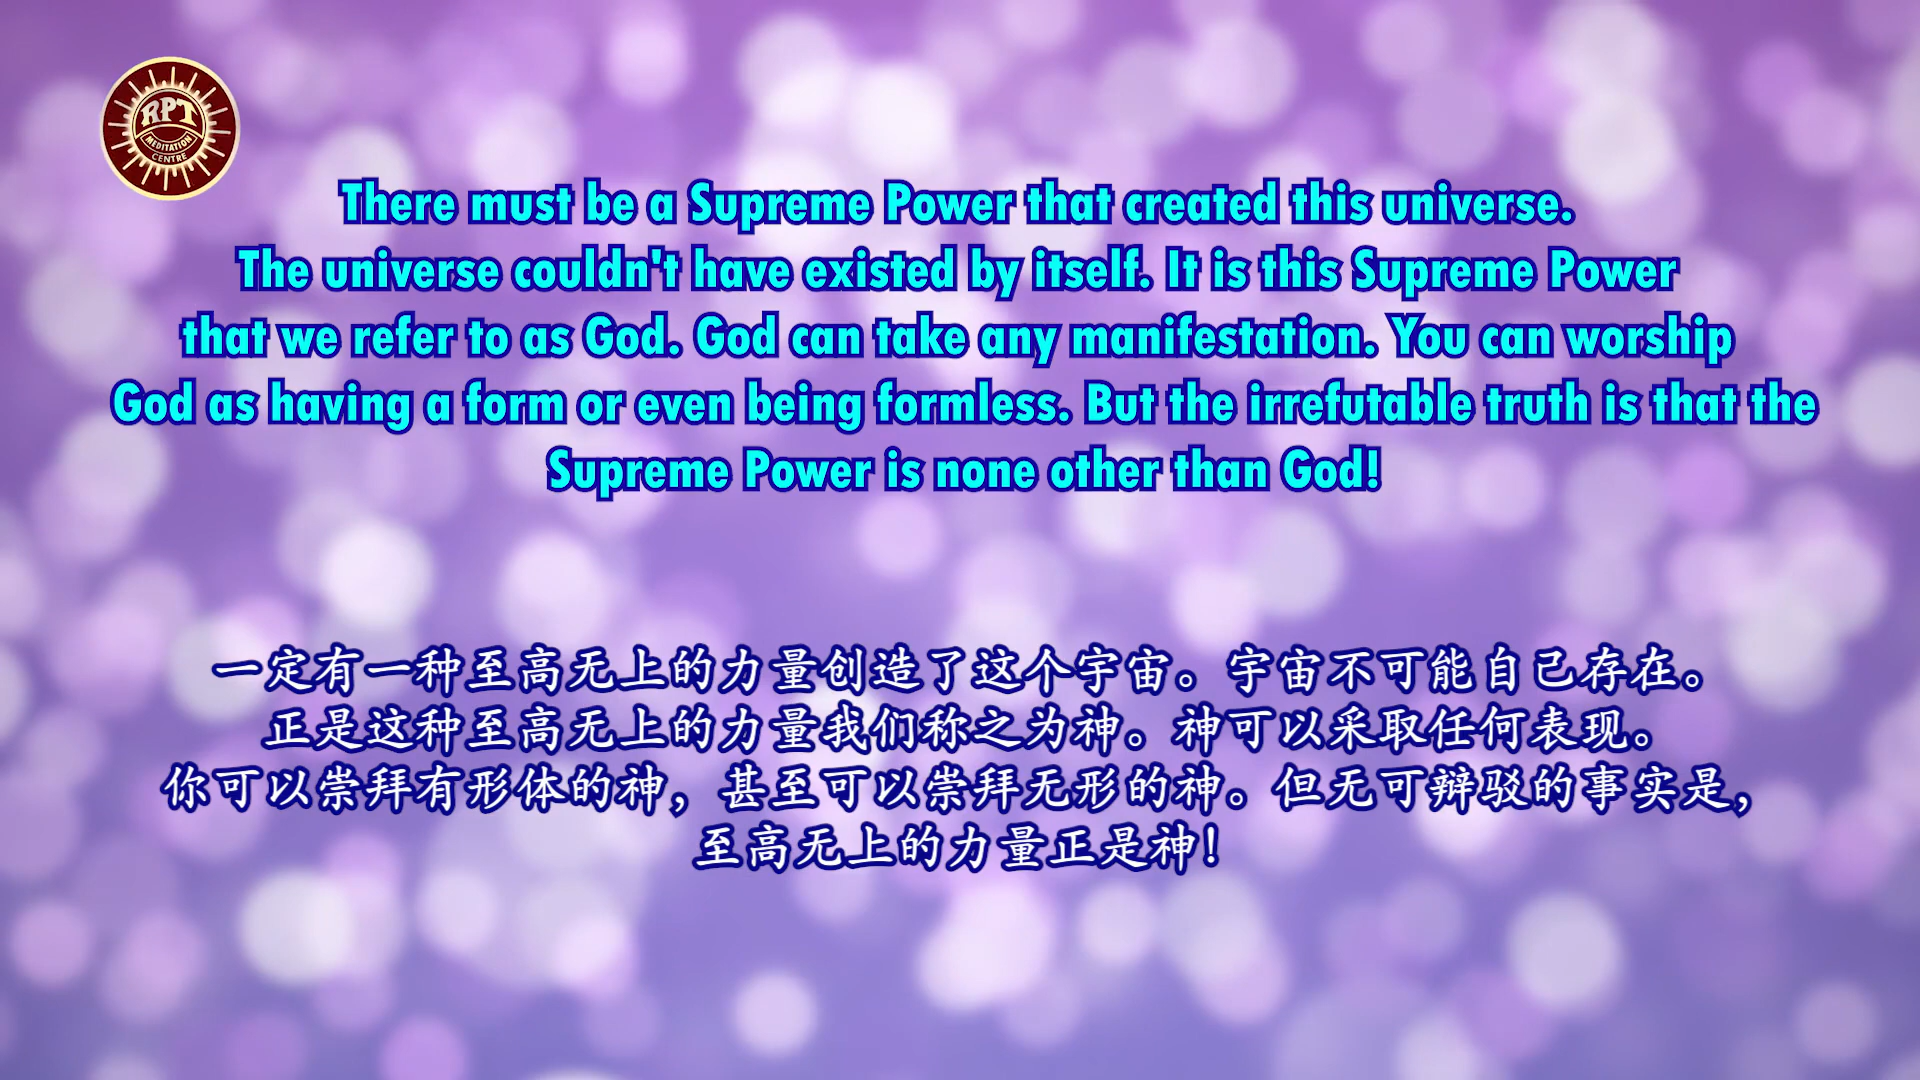 RPT
MEDITATION
CENTRE
There must be a Supreme Power that created this universe.
The universe couldn't have existed by itself. It is this Supreme Power
that we refer to as God. God can take any manifestation. You can worship
God as having a form or even being formless. But the irrefutable truth is that the
Supreme Power is none other than God!
一定有一种至高无上的力量创造了这个宇宙。宇宙不可能自己存在。
正是这种至高无上的力量我们称之为神。神可以采取任何表现。
你可以崇拜有形体的神，甚至可以崇拜无形的神。但无可辩驳的事实是，
至高无上的力量正是神！